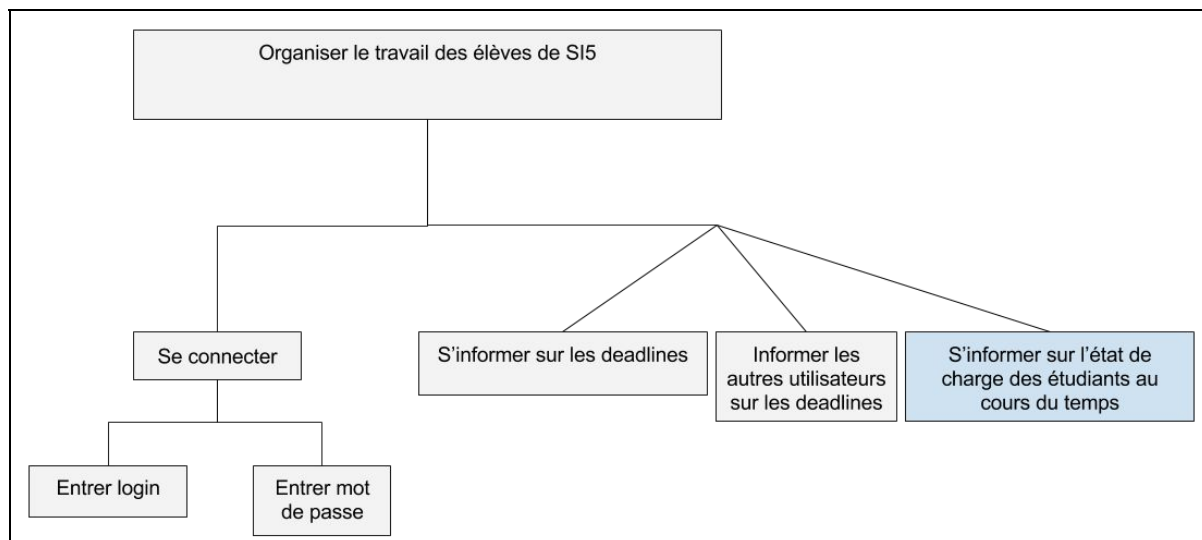 Organiser le travail des élèves de SI5
Se connecter
S'informer sur les deadlines
Informer les
autres utilisateurs
sur les deadlines
S'informer sur l'état de
charge des étudiants au
cours du temps
Entrer login
Entrer mot
de passe